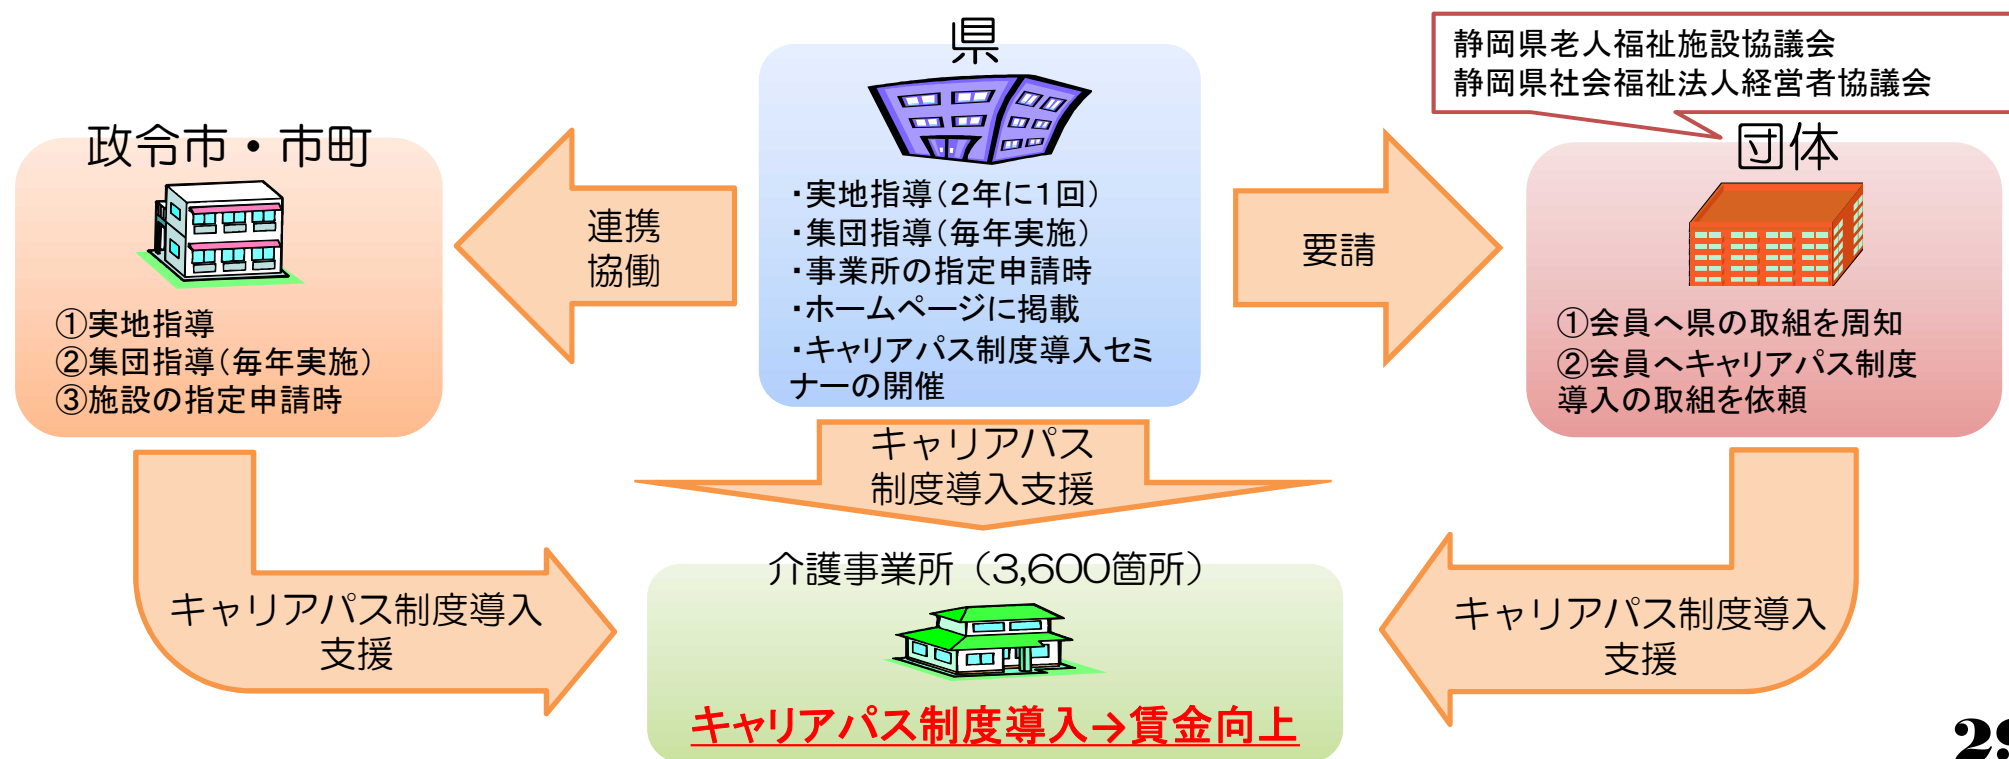 県
・実地指導（２年に１回）
・集団指導（毎年実施）
・事業所の指定申請時
・ホームページに掲載
・キャリアパス制度導入セミ
ナーの開催
静岡県老人福祉施設協議会
静岡県社会福祉法人経営者協議会
政令市・市町
①実地指導
②集団指導（毎年実施）
③施設の指定申請時
連携
協働
要請
団体
①会員へ県の取組を周知
②会員へキャリアパス制度
導入の取組を依頼
キャリアパス
制度導入支援
キャリアパス制度導入
支援
キャリアパス制度導入
支援
介護事業所（3,600箇所）
キャリアパス制度導入→賃金向上
29